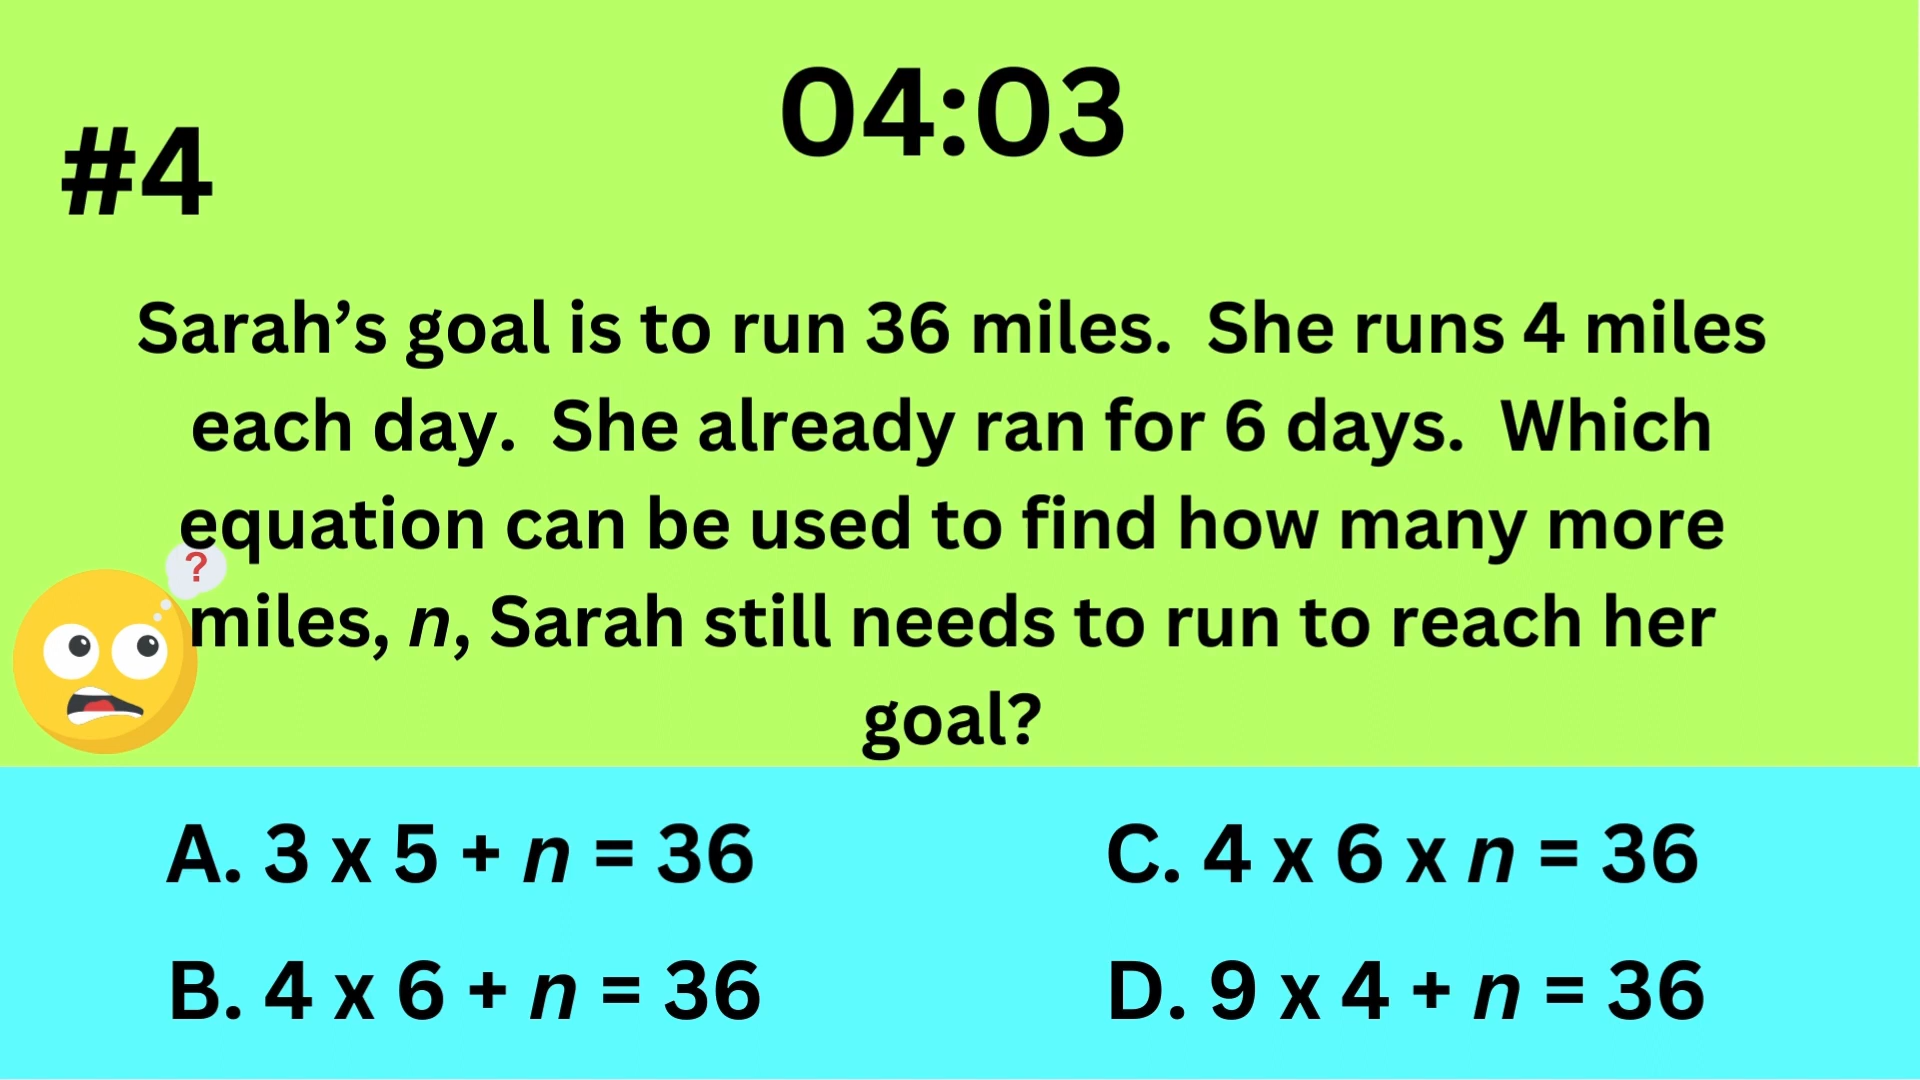 04:03
#4
Sarah’s goal is to run 36 miles.  She runs 4 miles
each day.  She already ran for 6 days.  Which
equation can be used to find how many more
?
miles, n, Sarah still needs to run to reach her
goal?
A. 3 x 5 + n = 36
B. 4 x 6 + n = 36
C. 4 x 6 x n = 36
D. 9 x 4 + n = 36